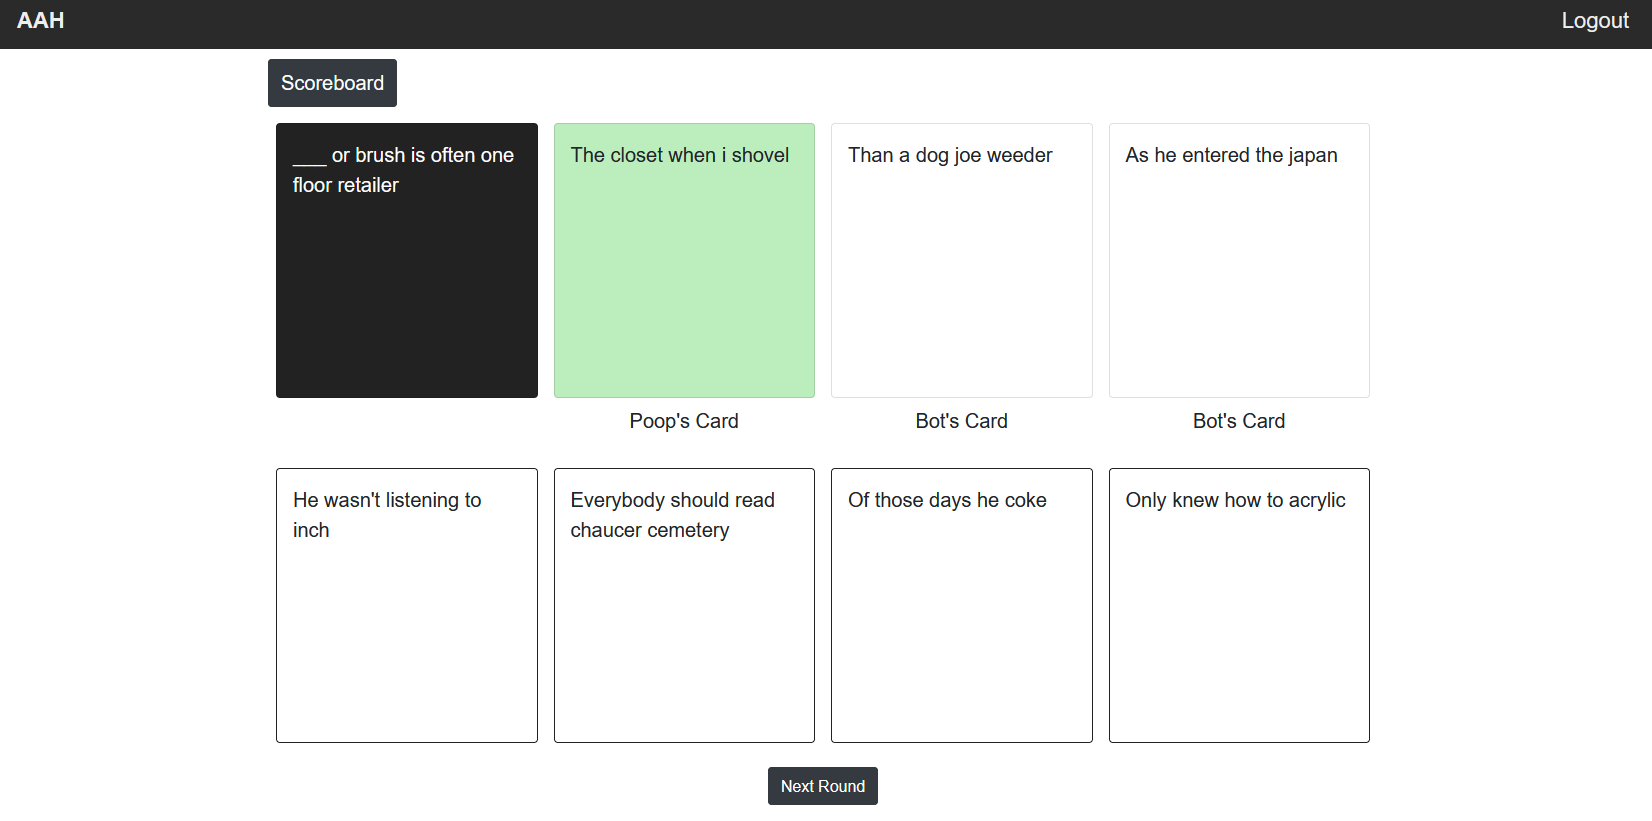 AAH
Logout
Scoreboard
___ or brush is often one
floor retailer
The closet when i shovel
Than a dog joe weeder
As he entered the japan
Poop's Card
Bot's Card
Bot's Card
He wasn't listening to
inch
Everybody should read
chaucer cemetery
Of those days he coke
Only knew how to acrylic
Next Round